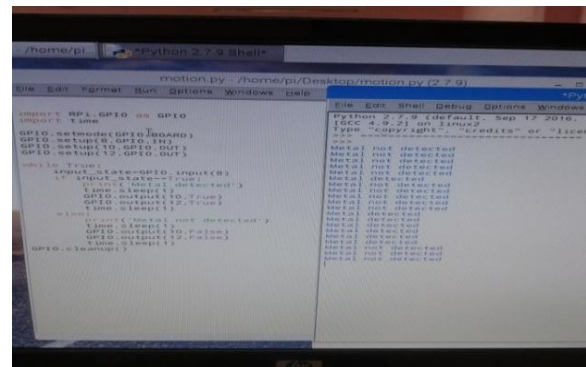 /home/pi
*Python 2.7.9 Shell*
motion.py - /home/pi/Desktop/motion.py (2.7.9)
File Edit Format Run Options Windows Help
import RPi.GPIO as GPIO
import time
GPIO.setmode(GPIO.BOARD)
GPIO.setup(8,GPIO.IN)
GPIO.setup(10,GPIO.OUT)
GPIO.setup(12,GPIO.OUT)
while True:
input_state=GPIO.input(8)
if input_state==True:
print('Metal detected')
time.sleep(1)
GPIO.output(10,True)
GPIO.output(12,True)
time.sleep(1)
else:
print('Metal not detected')
time.sleep(1)
GPIO.output(10,False)
GPIO.output(12,False)
time.sleep(1)
GPIO.cleanup()
*Pyt
File Edit Shell Debug Options Windows
Python 2.7.9 (default, Sep 17 2016,
[GCC 4.9.2] on linux2
Type "copyright", "credits" or "licen
>>>
>>>
Metal not detected
Metal not detected
Metal not detected
Metal not detected
Metal not detected
Metal not detected
Metal not detected
Metal not detected
Metal not detected
Metal not detected
Metal detected
Metal detected
Metal detected
Metal detected
Metal detected
Metal not detected
Metal not detected
Metal not detected